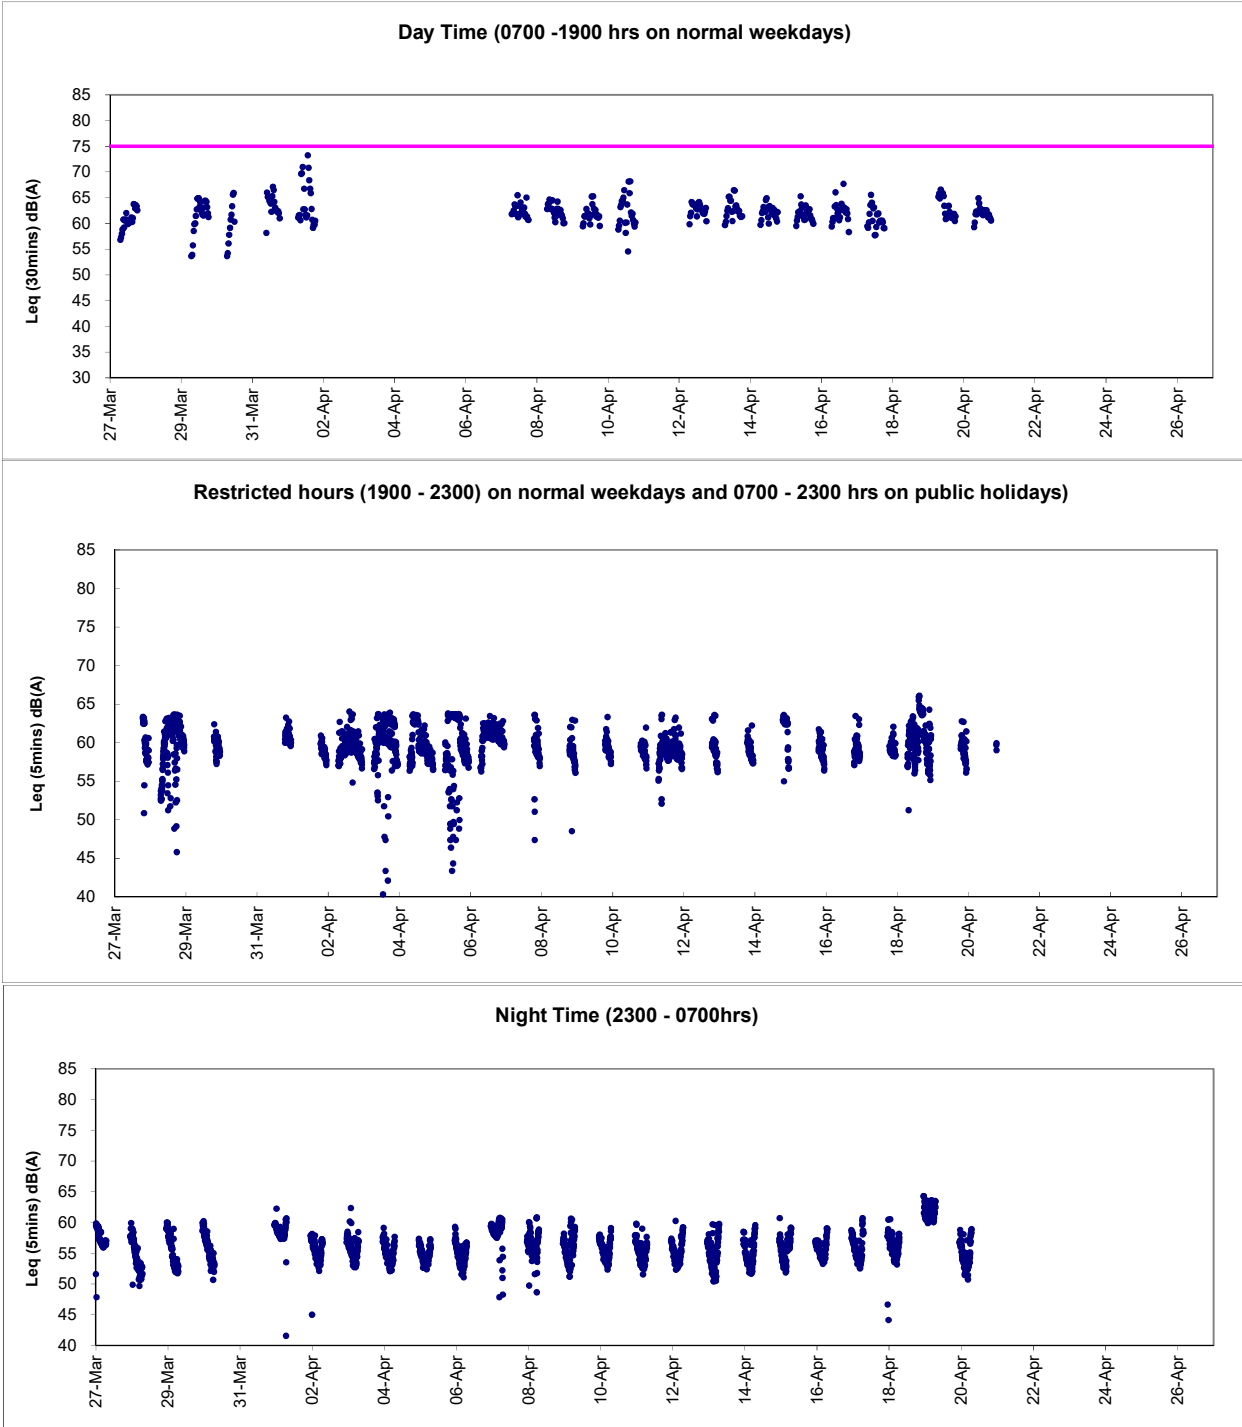 Day Time (0700 -1900 hrs on normal weekdays)
85
80
75
70
65
60
55
50
45
40
35
30
Leq (30mins) dB(A)
27-Mar
29-Mar
31-Mar
02-Apr
04-Apr
06-Apr
08-Apr
10-Apr
12-Apr
14-Apr
16-Apr
18-Apr
20-Apr
22-Apr
24-Apr
26-Apr
Restricted hours (1900 - 2300) on normal weekdays and 0700 - 2300 hrs on public holidays)
85
80
75
70
65
60
55
50
45
40
Leq (5mins) dB(A)
27-Mar
29-Mar
31-Mar
02-Apr
04-Apr
06-Apr
08-Apr
10-Apr
12-Apr
14-Apr
16-Apr
18-Apr
20-Apr
22-Apr
24-Apr
26-Apr
Night Time (2300 - 0700hrs)
85
80
75
70
65
60
55
50
45
40
Leq (5mins) dB(A)
27-Mar
29-Mar
31-Mar
02-Apr
04-Apr
06-Apr
08-Apr
10-Apr
12-Apr
14-Apr
16-Apr
18-Apr
20-Apr
22-Apr
24-Apr
26-Apr